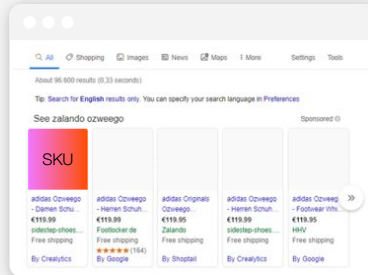 All Shopping Images News Maps More Settings Tools
About 96.600 results (0,33 seconds)
Tip: Search for English results only. You can specify your search language in Preferences
See zalando ozweego Sponsored
SKU
adidas Ozweego
- Damen Schu...
€119.99
sidestep-shoes....
Free shipping
By Crealytics
adidas Ozweego
- Herren Schuh...
€119.99
Footlocker.de
Free shipping
(164)
By Google
adidas Originals
Ozweego...
€119.95
Zalando
Free shipping
By Shoptail
adidas Ozweego
- Herren Schuh...
€119.99
sidestep-shoes....
Free shipping
By Crealytics
adidas Ozweego
- Footwear Whi...
€119.95
HHV
Free shipping
By Google